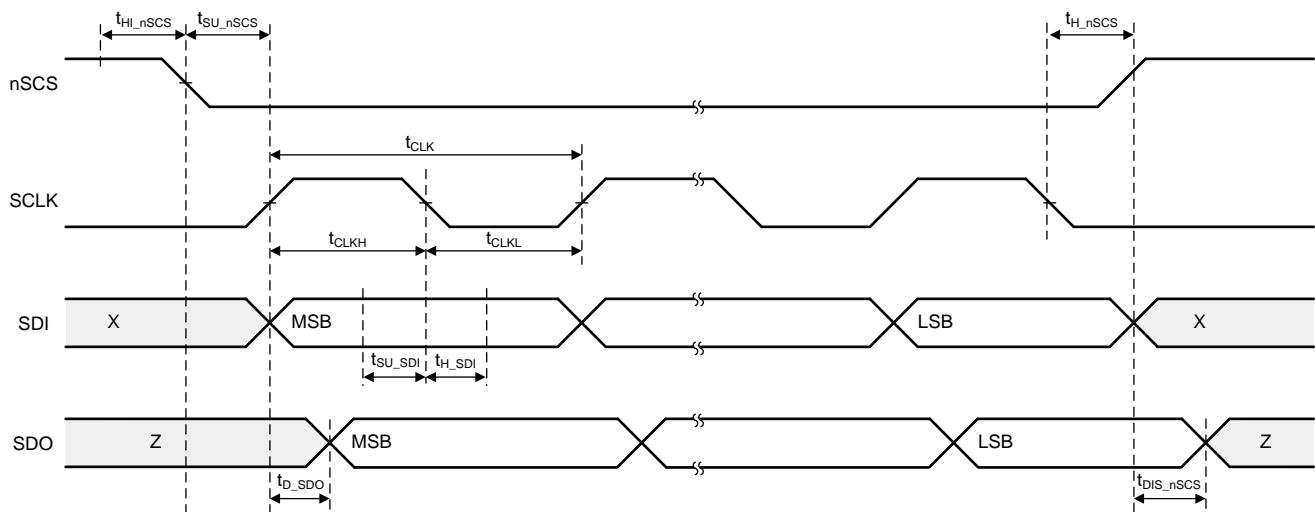 tHI_nSCS tSU_nSCS tH_nSCS
nSCS
tCLK
SCLK
tCLKH tCLKL
SDI X MSB LSB X
tSU_SDI tH_SDI
SDO Z MSB LSB Z
tD_SDO tDIS_nSCS